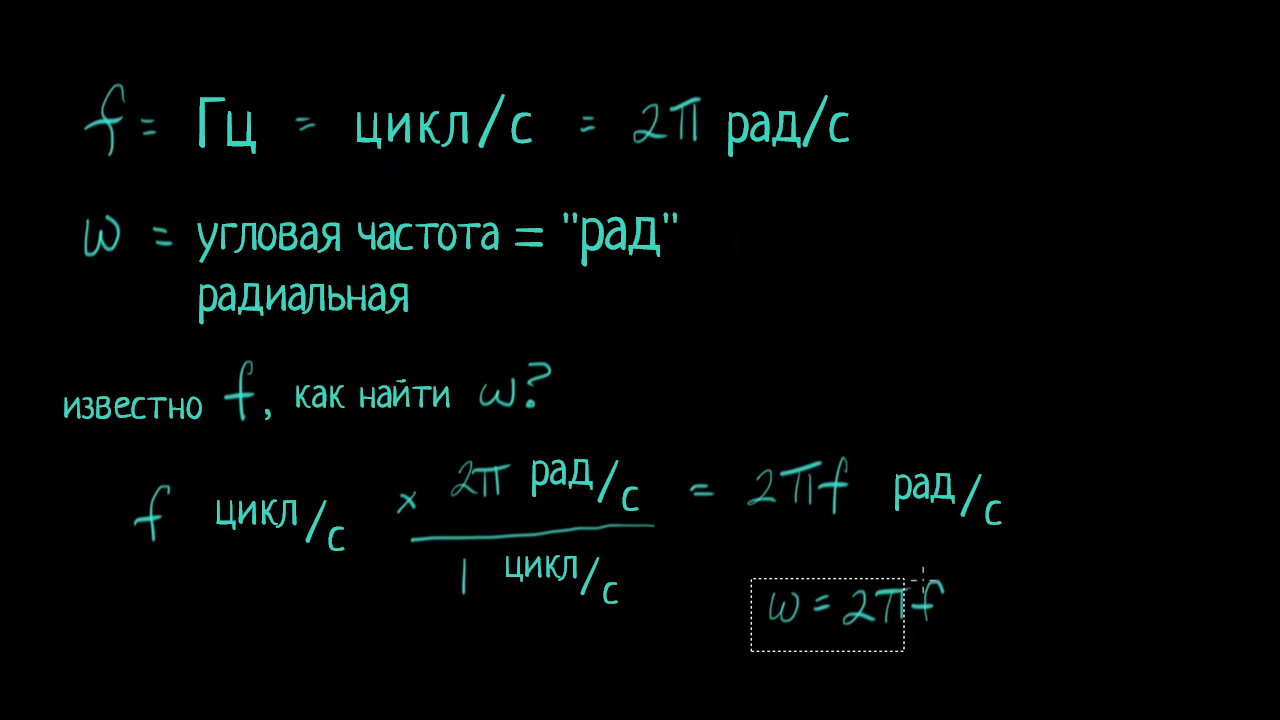 f = Гц = цикл/с = 2π рад/с
ω = угловая частота = "рад"
радиальная
известно f, как найти ω?
f цикл/с × 2π рад/с = 2πf рад/с
1 цикл/с
ω = 2πf